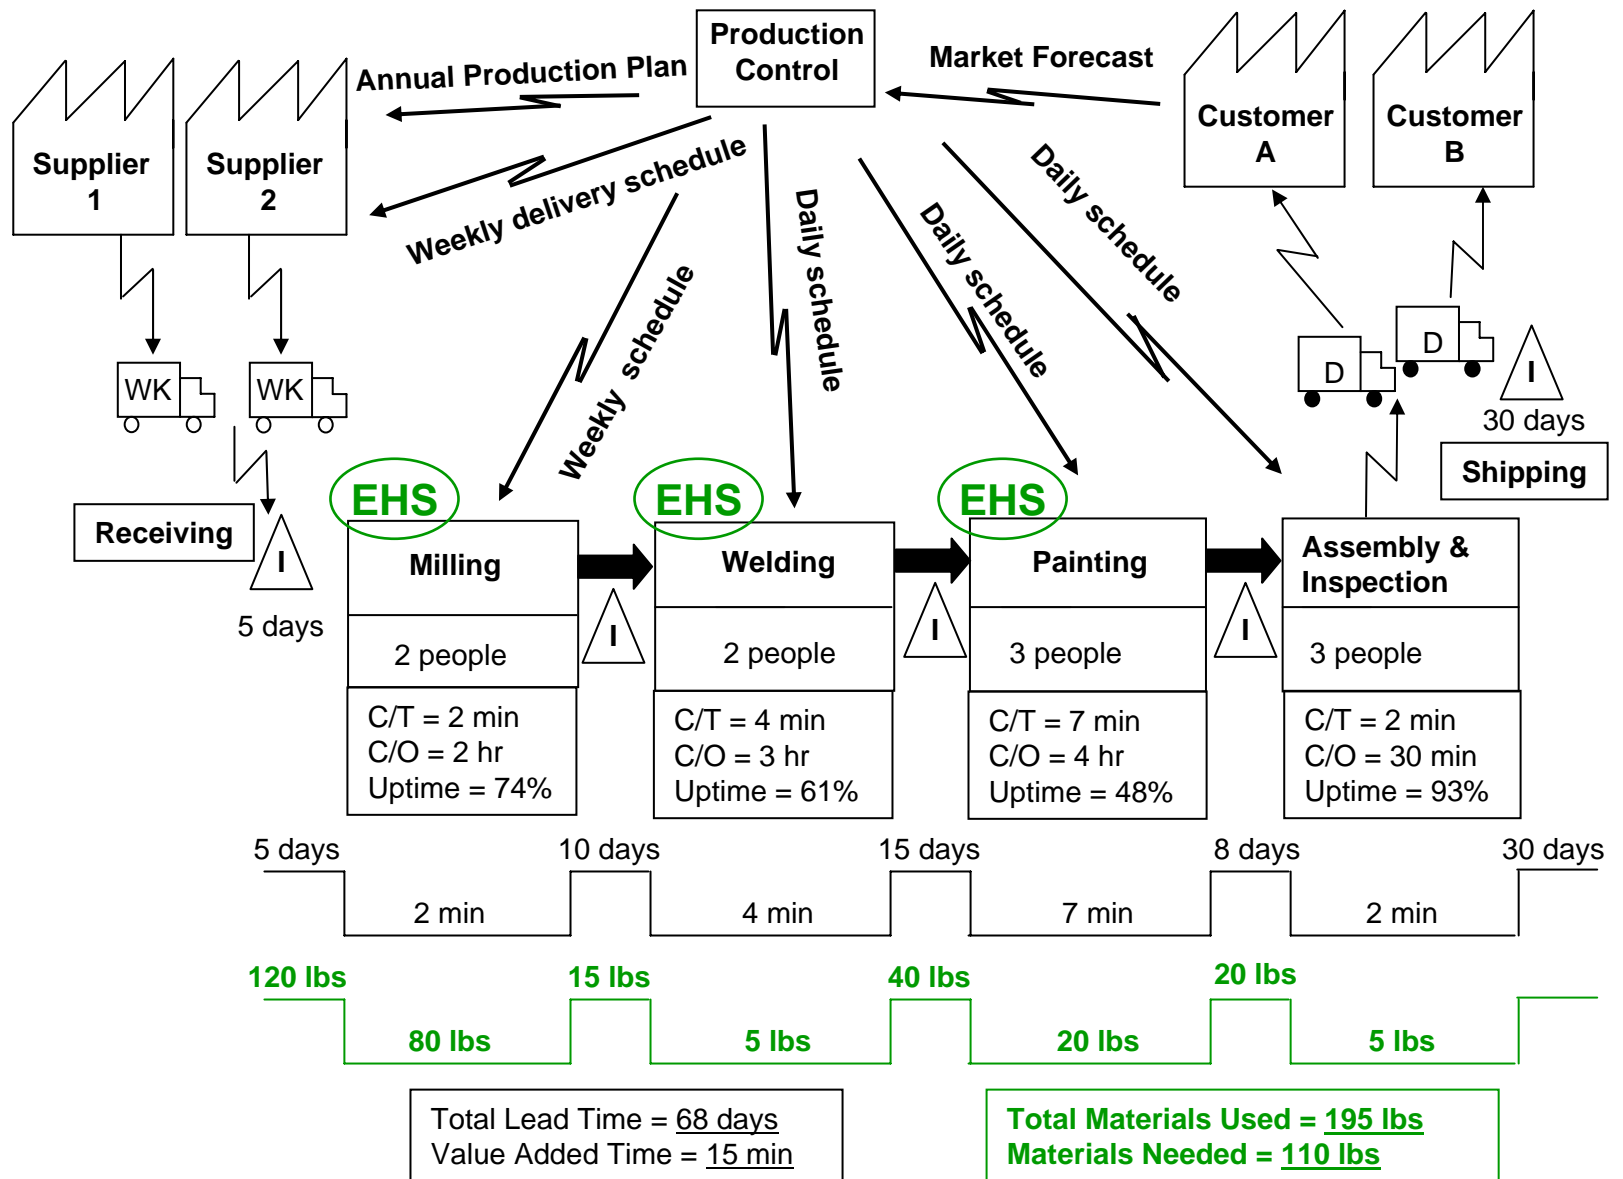 Production
Control
Annual Production Plan
Market Forecast
Supplier
1
Supplier
2
Customer
A
Customer
B
Weekly delivery schedule
Weekly schedule
Daily schedule
Daily schedule
Daily schedule
WK
WK
D
D
I
30 days
Shipping
Receiving
I
5 days
EHS
Milling
2 people
C/T = 2 min
C/O = 2 hr
Uptime = 74%
I
EHS
Welding
2 people
C/T = 4 min
C/O = 3 hr
Uptime = 61%
I
EHS
Painting
3 people
C/T = 7 min
C/O = 4 hr
Uptime = 48%
I
Assembly &
Inspection
3 people
C/T = 2 min
C/O = 30 min
Uptime = 93%
5 days 10 days 15 days 8 days 30 days
2 min 4 min 7 min 2 min
120 lbs 15 lbs 40 lbs 20 lbs
80 lbs 5 lbs 20 lbs 5 lbs
Total Lead Time = 68 days
Value Added Time = 15 min
Total Materials Used = 195 lbs
Materials Needed = 110 lbs